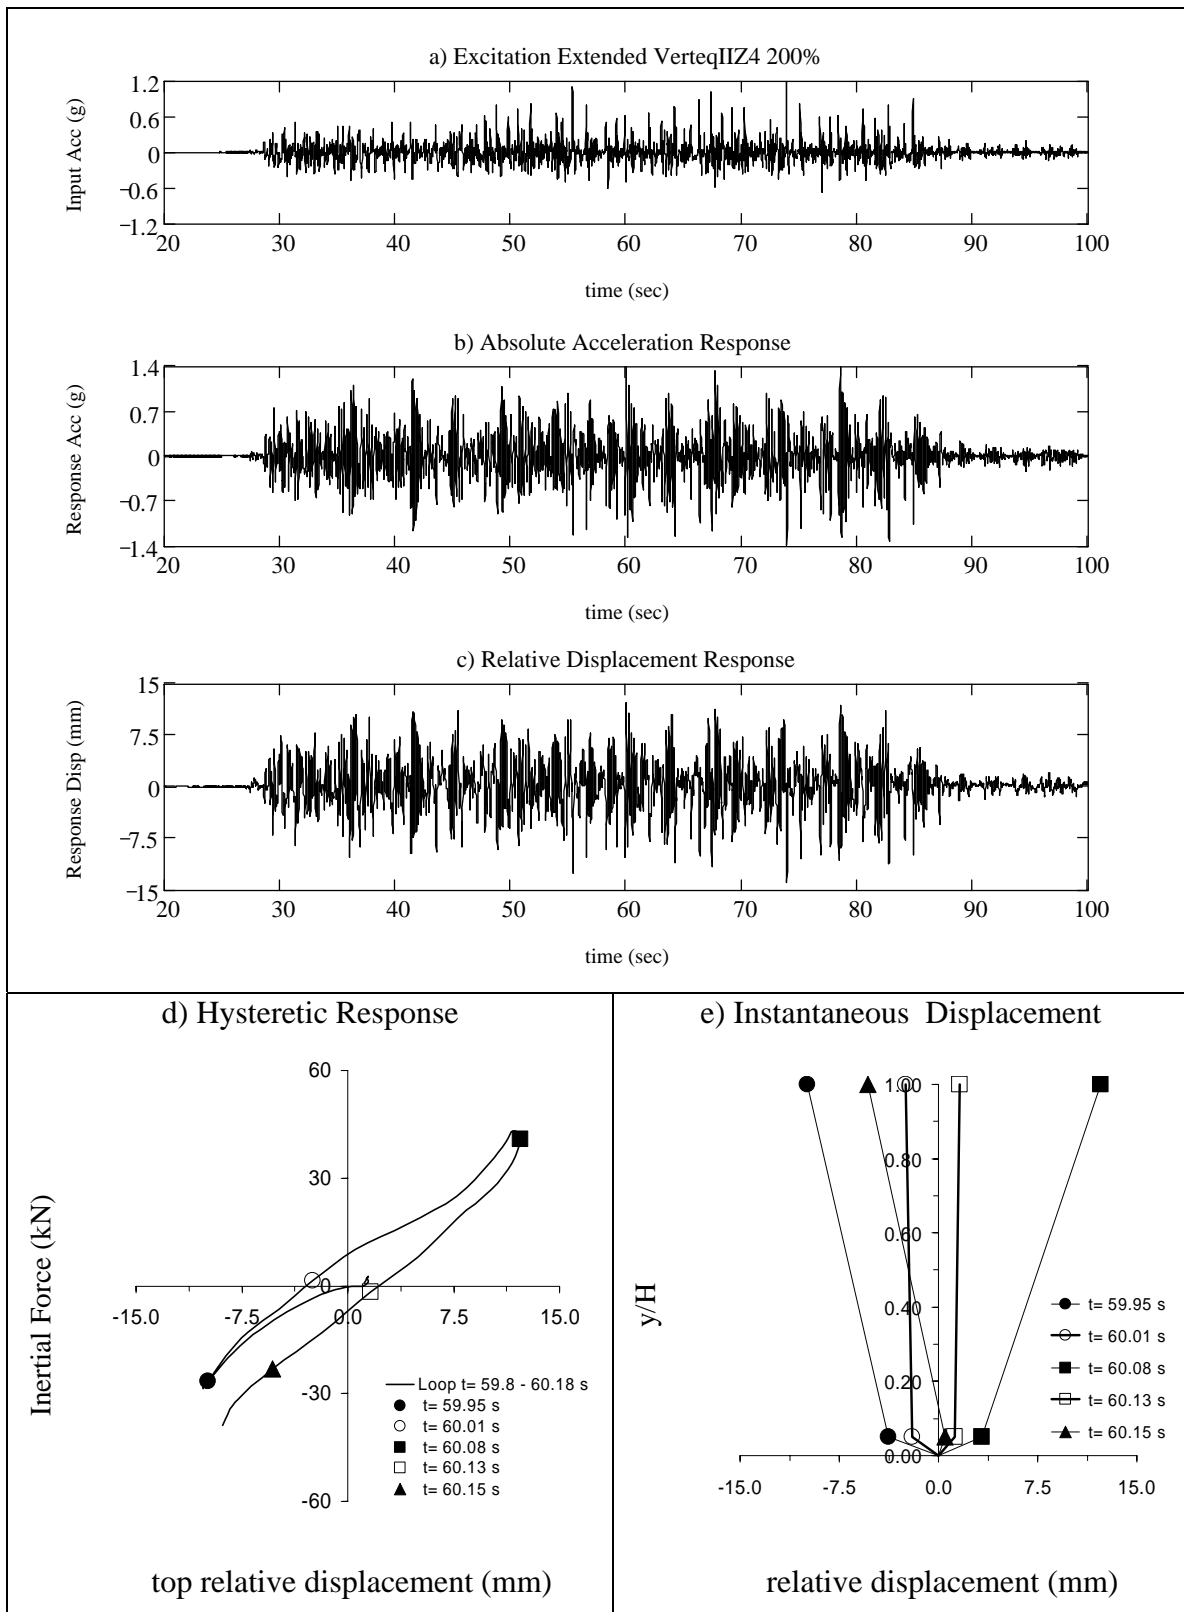 a) Excitation Extended VerteqIIZ4 200%
Input Acc (g)
1.2
0.6
0
−0.6
−1.2
20 30 40 50 60 70 80 90 100
time (sec)
b) Absolute Acceleration Response
Response Acc (g)
1.4
0.7
0
−0.7
−1.4
20 30 40 50 60 70 80 90 100
time (sec)
c) Relative Displacement Response
Response Disp (mm)
15
7.5
0
−7.5
−15
20 30 40 50 60 70 80 90 100
time (sec)
d) Hysteretic Response
Inertial Force (kN)
60
30
0
-30
-60
-15.0 -7.5 0.0 7.5 15.0
Loop t= 59.8 - 60.18 s
t= 59.95 s
t= 60.01 s
t= 60.08 s
t= 60.13 s
t= 60.15 s
top relative displacement (mm)
e) Instantaneous Displacement
y/H
1.00
0.80
0.60
0.40
0.20
0.00
-15.0 -7.5 0.0 7.5 15.0
t= 59.95 s
t= 60.01 s
t= 60.08 s
t= 60.13 s
t= 60.15 s
relative displacement (mm)